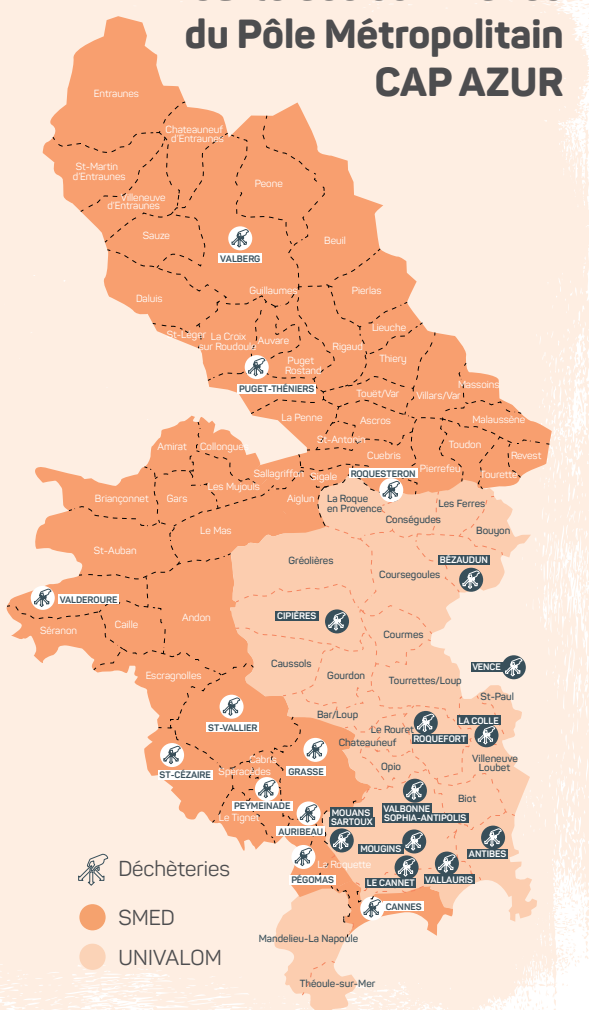 du Pôle Métropolitain
CAP AZUR
Entraunes
Chateauneuf
d'Entraunes
St-Martin
d'Entraunes
Villeneuve
d'Entraunes
Peone
Sauze
VALBERG
Beuil
Daluis
Guillaumes
Pierlas
St-Leger
La Croix
sur Roudoule
Auvare
Lieuche
Rigaud
Thiery
Puget
Rostand
PUGET-THÉNIERS
Touët/Var
Villars/Var
Massoins
La Penne
Ascros
Malaussène
St-Antonin
Toudon
Amirat
Collongues
Cuebris
Revest
Sallagriffon
Sigale
ROQUESTERON
Pierrefeu
Tourette
Briançonnet
Gars
Les Mujouls
Aiglun
La Roque
en Provence
Les Ferres
Conségudes
Bouyon
Le Mas
St-Auban
Gréolières
BÉZAUDUN
Coursegoules
VALDEROURE
Séranon
Caille
Andon
CIPIÈRES
Courmes
Caussols
Gourdon
VENCE
Escragnolles
Tourrettes/Loup
St-Paul
ST-VALLIER
Bar/Loup
Le Rouret
LA COLLE
ROQUEFORT
Chateauneuf
Cabris
Opio
Villeneuve
Loubet
ST-CÉZAIRE
Spéracèdes
GRASSE
PEYMEINADE
Biot
Le Tignet
AURIBEAU
MOUANS
SARTOUX
VALBONNE
SOPHIA-ANTIPOLIS
MOUGINS
ANTIBES
La Roquette
PÉGOMAS
LE CANNET
VALLAURIS
CANNES
Mandelieu-La Napoule
Théoule-sur-Mer
Déchèteries
SMED
UNIVALOM